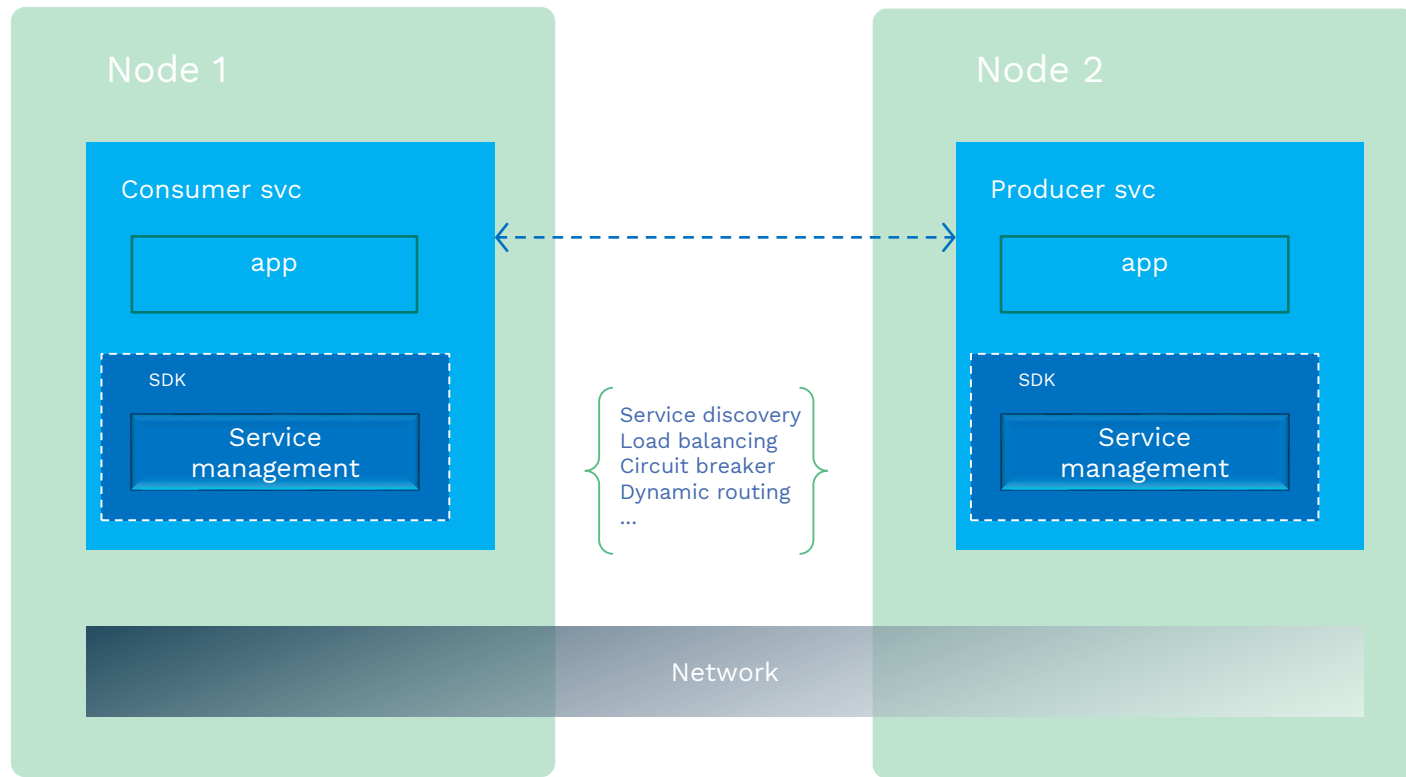 Node 1
Node 2
Consumer svc
Producer svc
app
app
SDK
SDK
Service
management
Service discovery
Load balancing
Circuit breaker
Dynamic routing
...
Service
management
Network